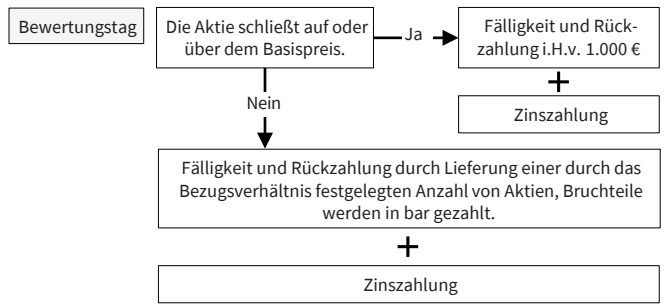 Bewertungstag
Die Aktie schließt auf oder
über dem Basispreis.
Ja
Fälligkeit und Rück-
zahlung i.H.v. 1.000 €
+
Zinszahlung
Nein
Fälligkeit und Rückzahlung durch Lieferung einer durch das
Bezugsverhältnis festgelegten Anzahl von Aktien, Bruchteile
werden in bar gezahlt.
+
Zinszahlung